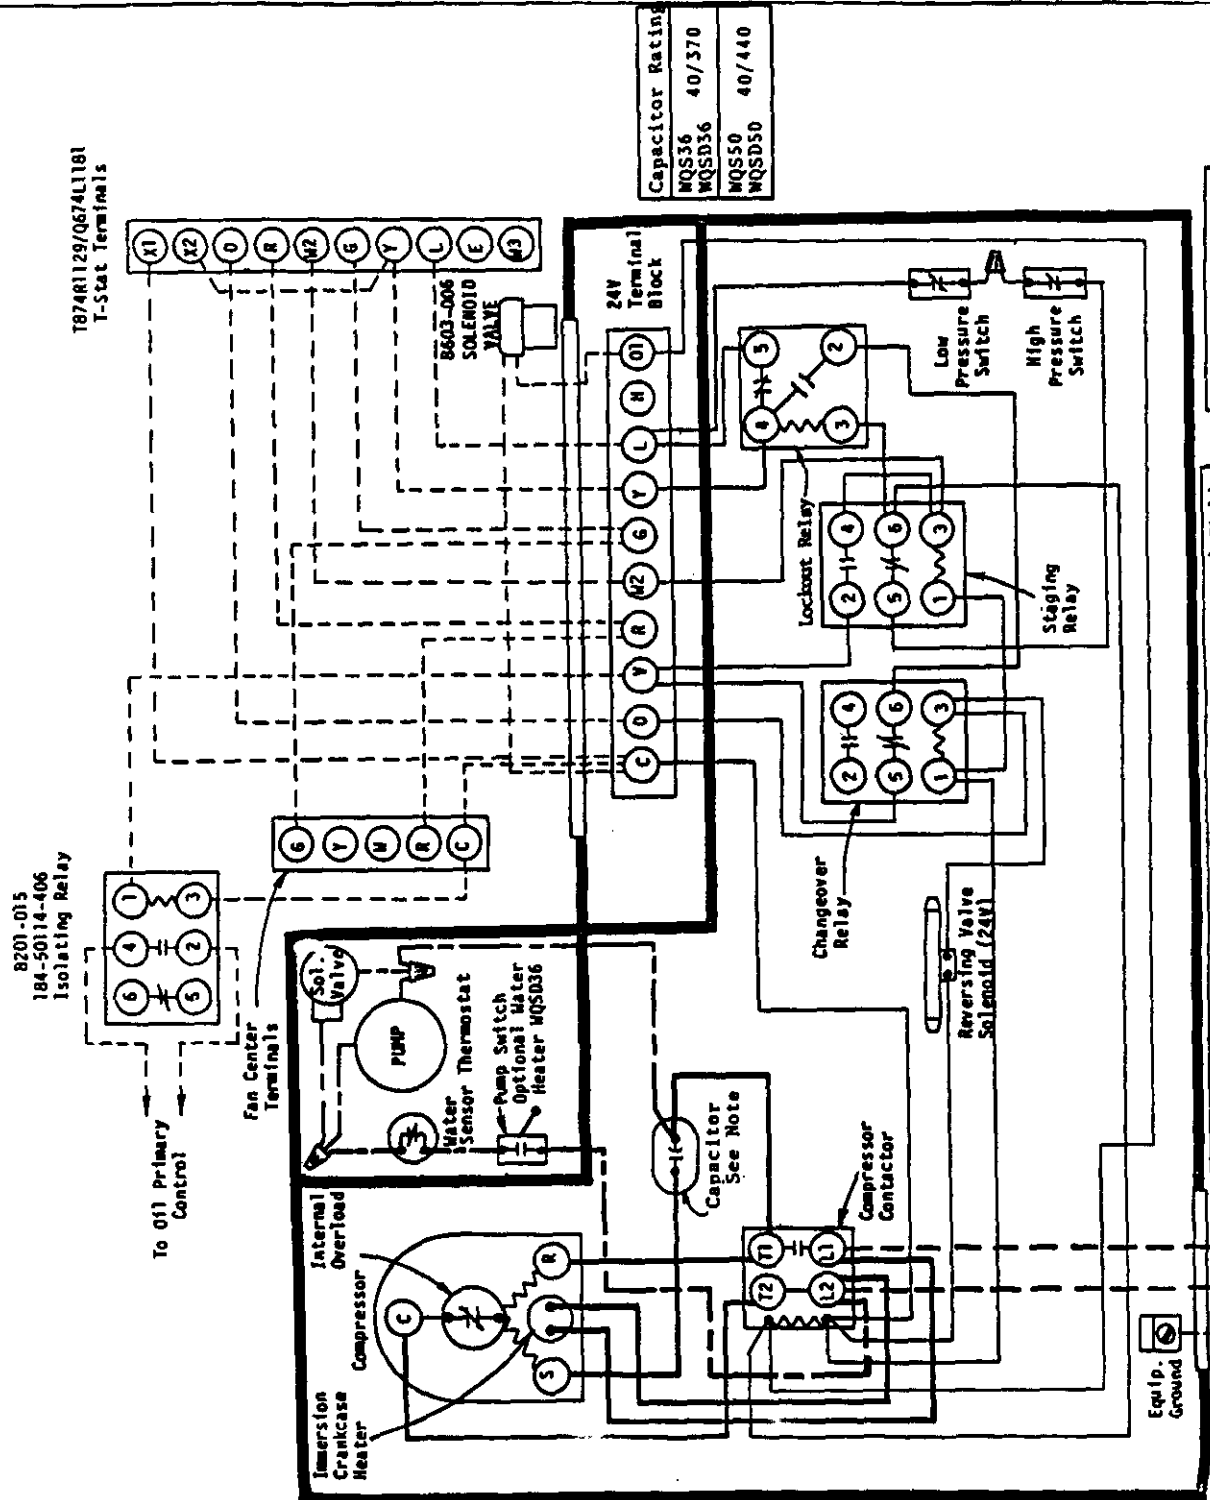 8201-015
184-50114-406
Isolating Relay
6
4
1
5
2
3
To Oil Primary
Control
Fan Center
Terminals
G
Y
W
R
C
T874R1129/Q674L1181
T-Stat Terminals
X1
X2
O
R
W2
G
Y
L
E
W3
8603-006
SOLENOID
VALVE
24V
Terminal
Block
C
O
V
R
W2
G
Y
L
H
O1
Capacitor Rating
WQS36
WQSD36 40/370
WQS50
WQSD50 40/440
Sol.
Valve
PUMP
Water
Sensor Thermostat
Pump Switch
Optional Water
Heater WQSD36
Internal
Overload
Compressor
Immersion
Crankcase
Heater
C
S
R
Capacitor
See Note
Compressor
Contactor
T2
T1
L2
L1
Equip.
Ground
Reversing Valve
Solenoid (24V)
Changeover
Relay
2
4
5
6
1
3
Lockout Relay
4
5
3
2
Staging
Relay
2
4
5
6
1
3
Low
Pressure
Switch
High
Pressure
Switch